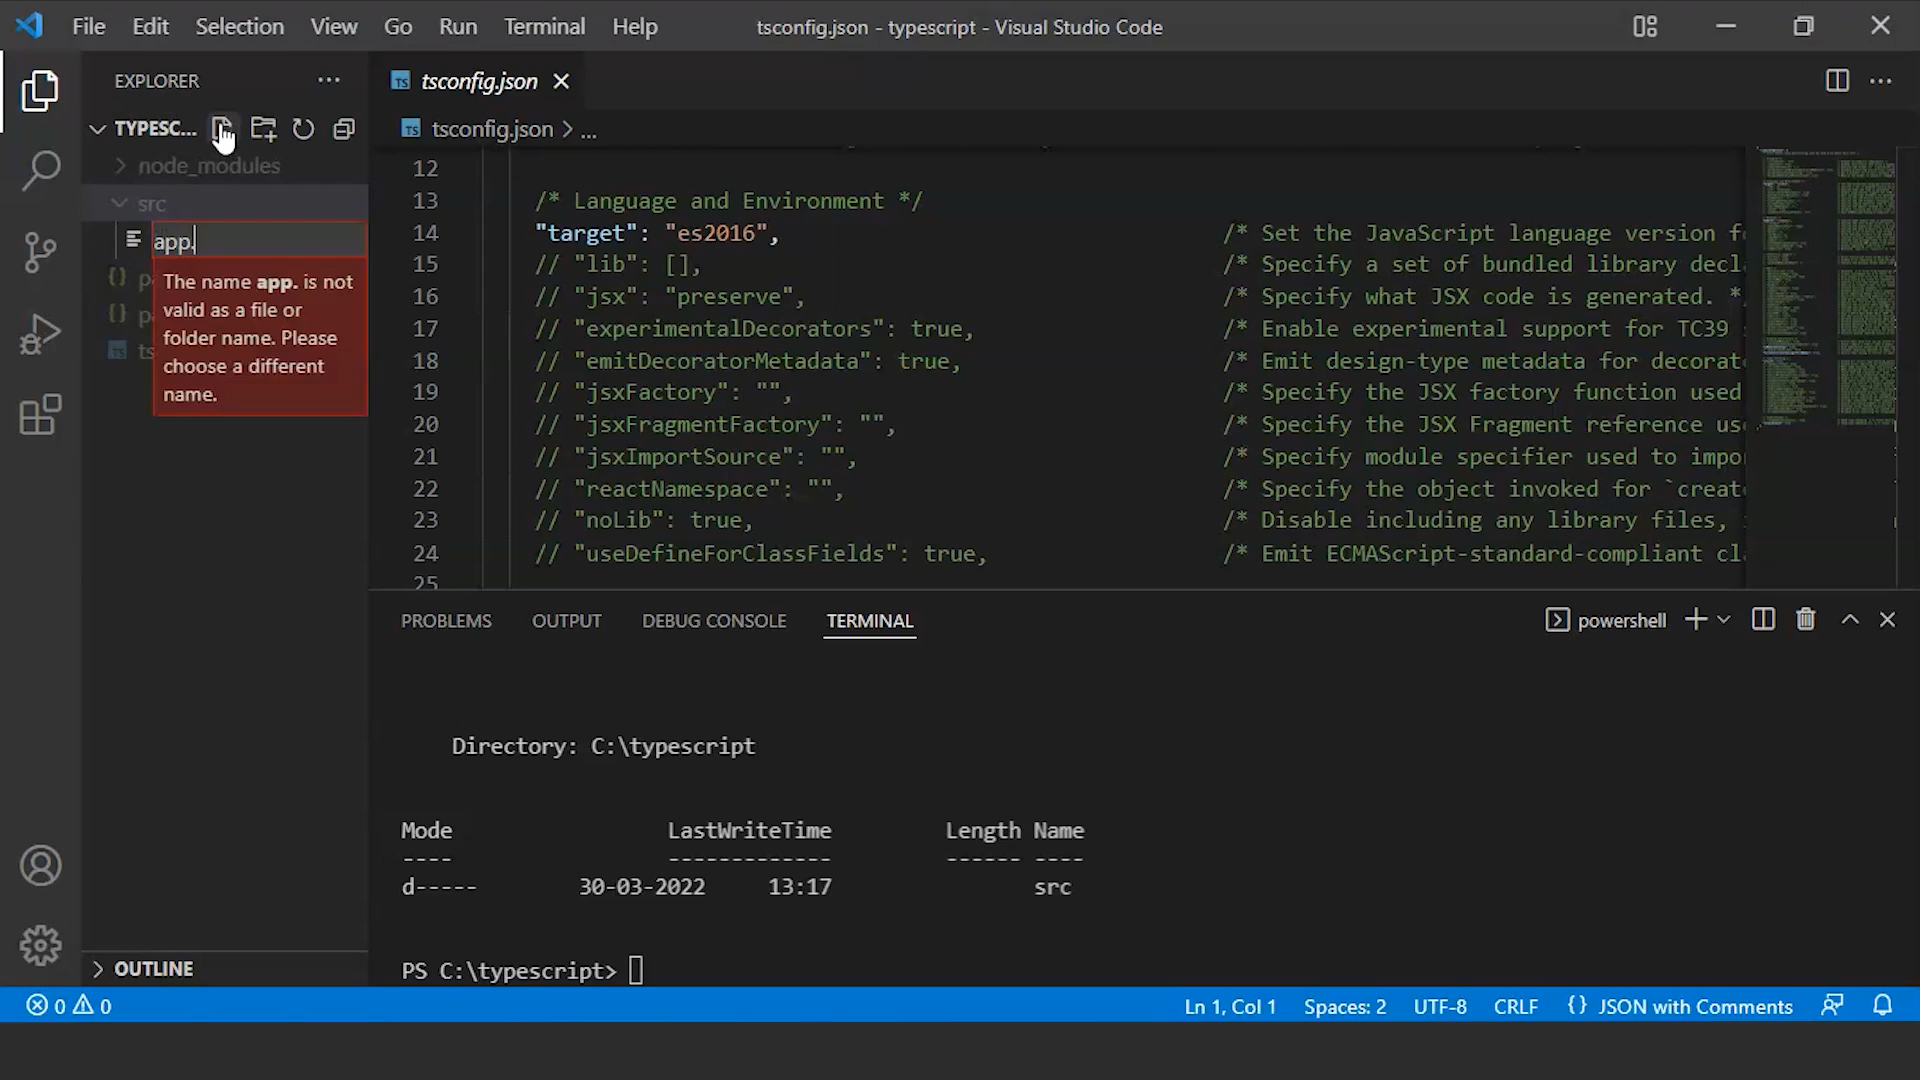 File Edit Selection View Go Run Terminal Help
tsconfig.json - typescript - Visual Studio Code
EXPLORER
TYPESC...
node_modules
src
app.
The name app. is not
valid as a file or
folder name. Please
choose a different
name.
OUTLINE
tsconfig.json
tsconfig.json > ...
12
13 /* Language and Environment */
14 "target": "es2016", /* Set the JavaScript language version
15 // "lib": [], /* Specify a set of bundled library
16 // "jsx": "preserve", /* Specify what JSX code is generated.
17 // "experimentalDecorators": true, /* Enable experimental support for TC39
18 // "emitDecoratorMetadata": true, /* Emit design-type metadata for
19 // "jsxFactory": "", /* Specify the JSX factory function used
20 // "jsxFragmentFactory": "", /* Specify the JSX Fragment reference
21 // "jsxImportSource": "", /* Specify module specifier used to
22 // "reactNamespace": "", /* Specify the object invoked for
23 // "noLib": true, /* Disable including any library files,
24 // "useDefineForClassFields": true, /* Emit ECMAScript-standard-compliant
25
PROBLEMS OUTPUT DEBUG CONSOLE TERMINAL
powershell
Directory: C:\typescript
Mode LastWriteTime Length Name
---- ------------- ------ ----
d----- 30-03-2022 13:17 src
PS C:\typescript>
0 0
Ln 1, Col 1 Spaces: 2 UTF-8 CRLF {} JSON with Comments